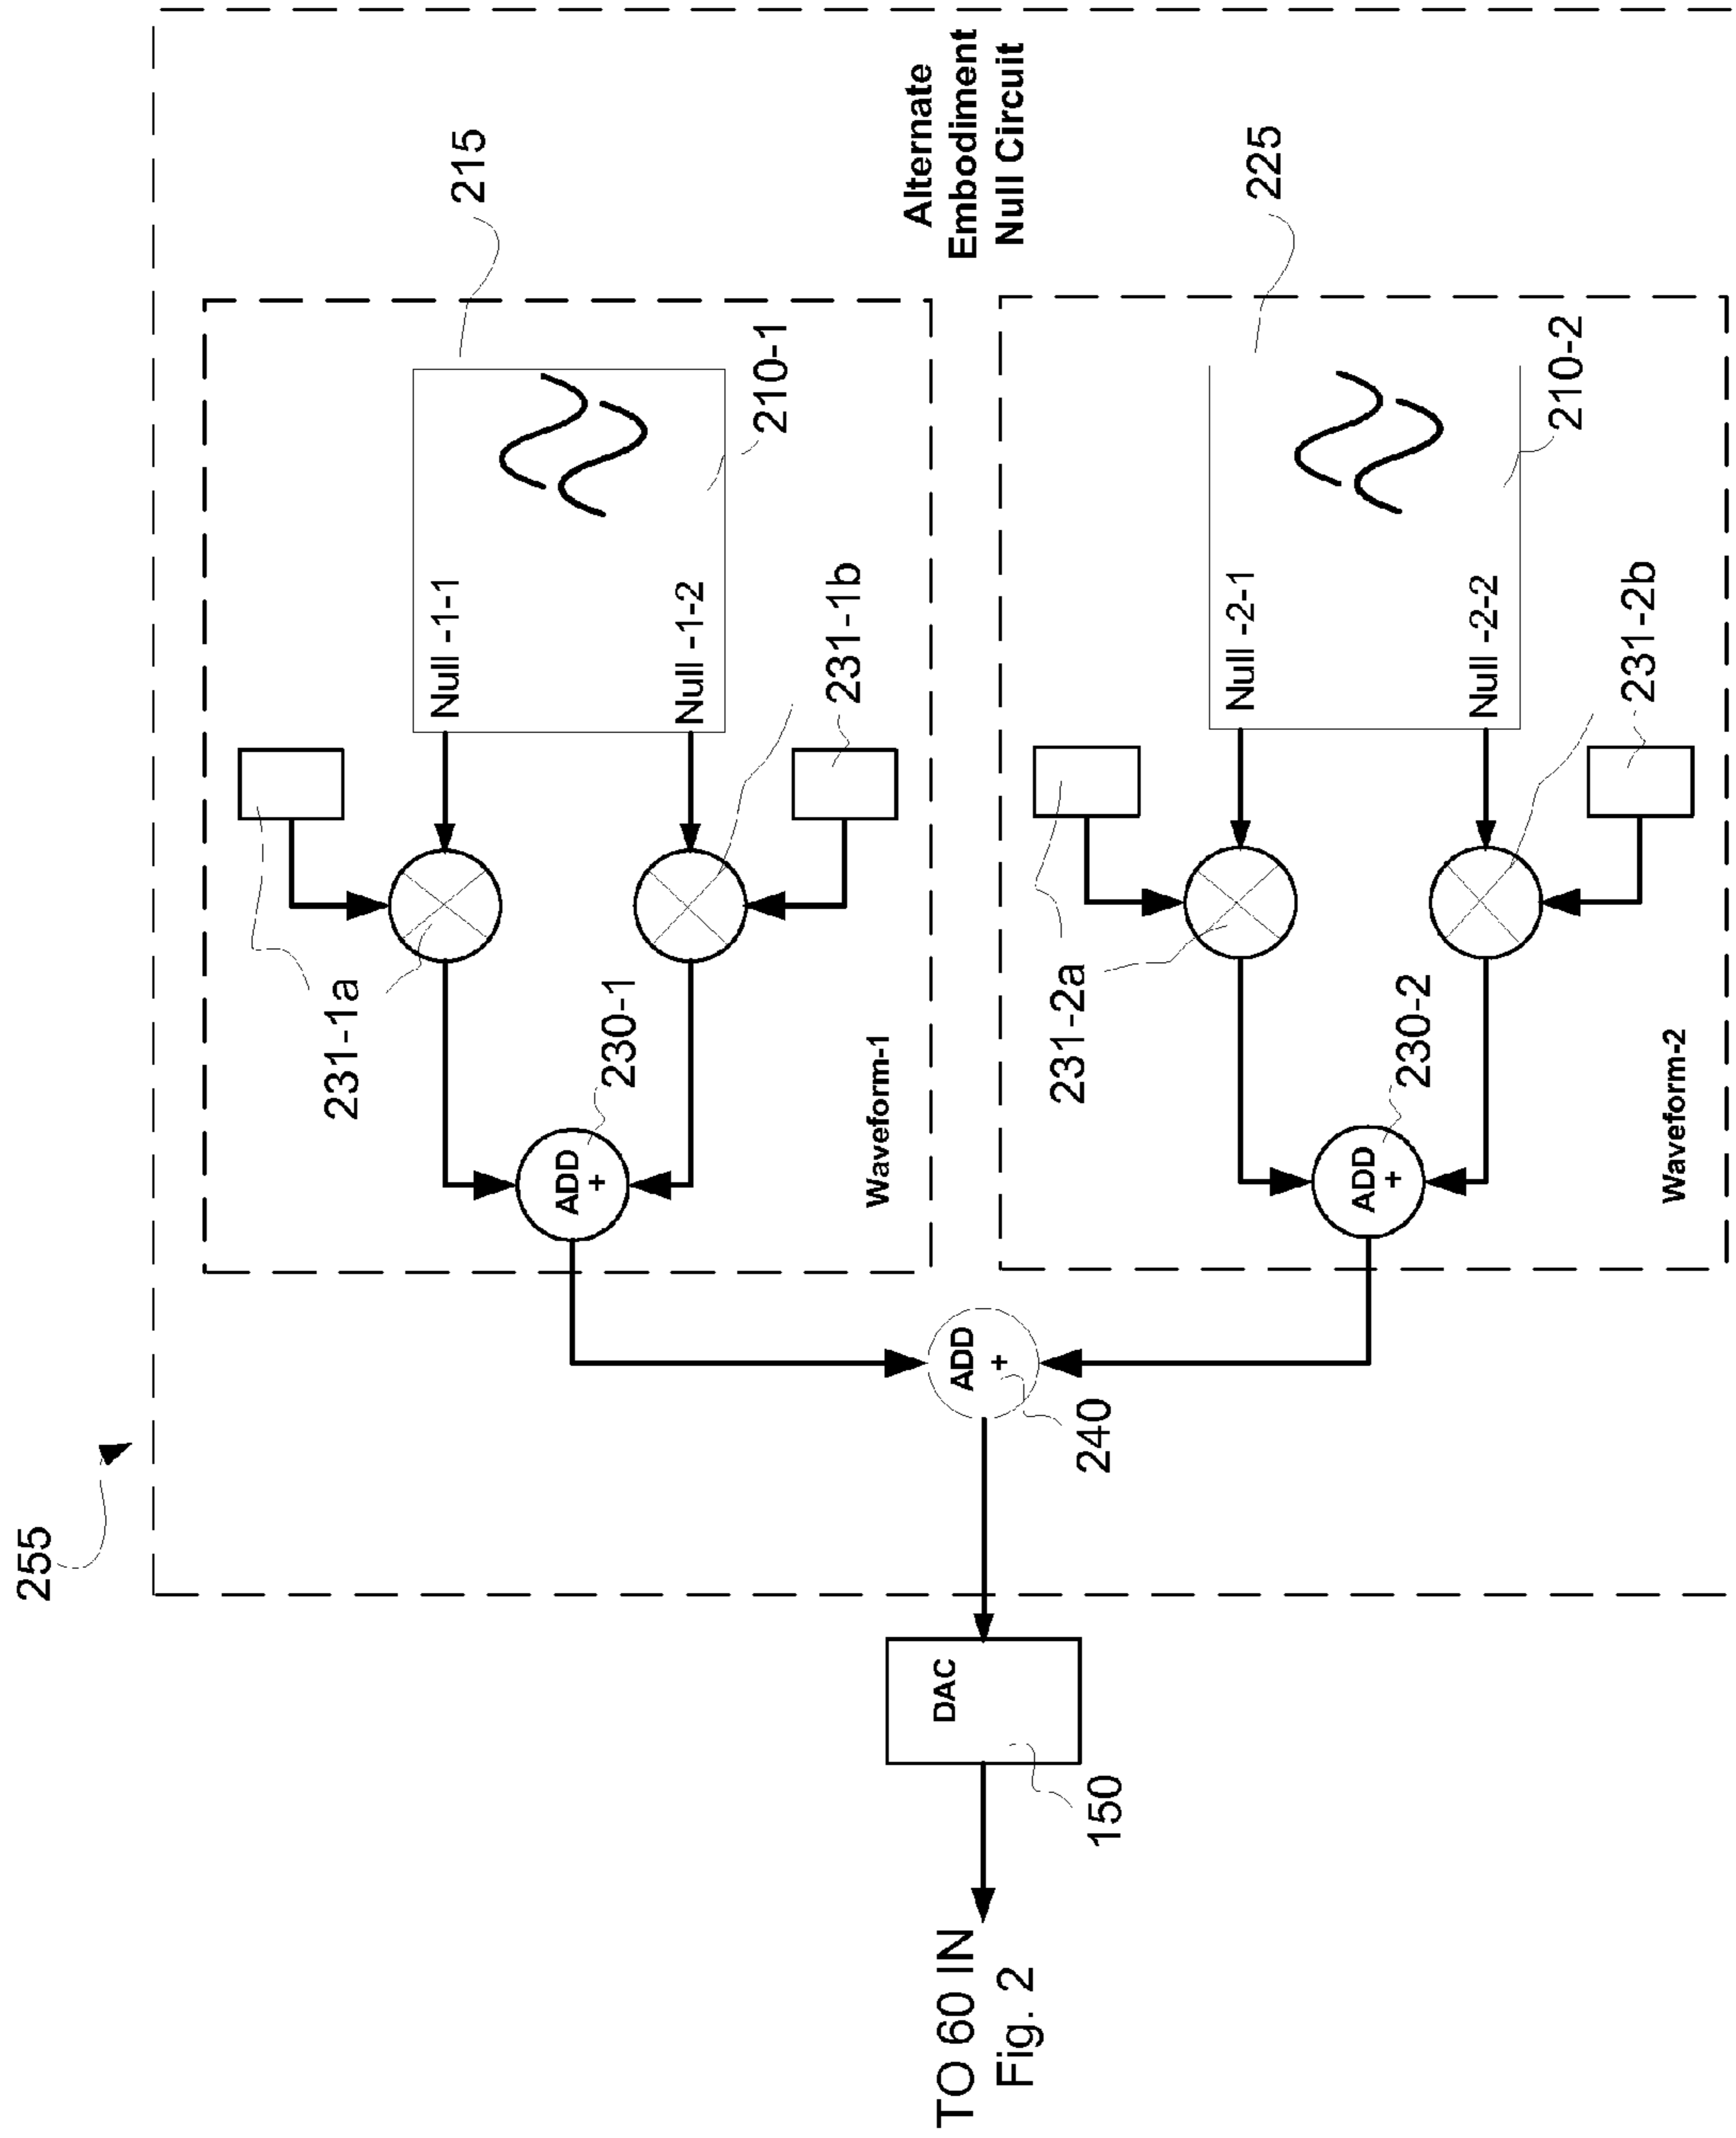 255
215
Null -1-1
Null -1-2
210-1
231-1a
231-1b
ADD
+
230-1
Waveform-1
Alternate
Embodiment
Null Circuit
225
Null -2-1
Null -2-2
210-2
231-2a
231-2b
ADD
+
230-2
Waveform-2
ADD
+
240
DAC
150
TO 60 IN
Fig. 2